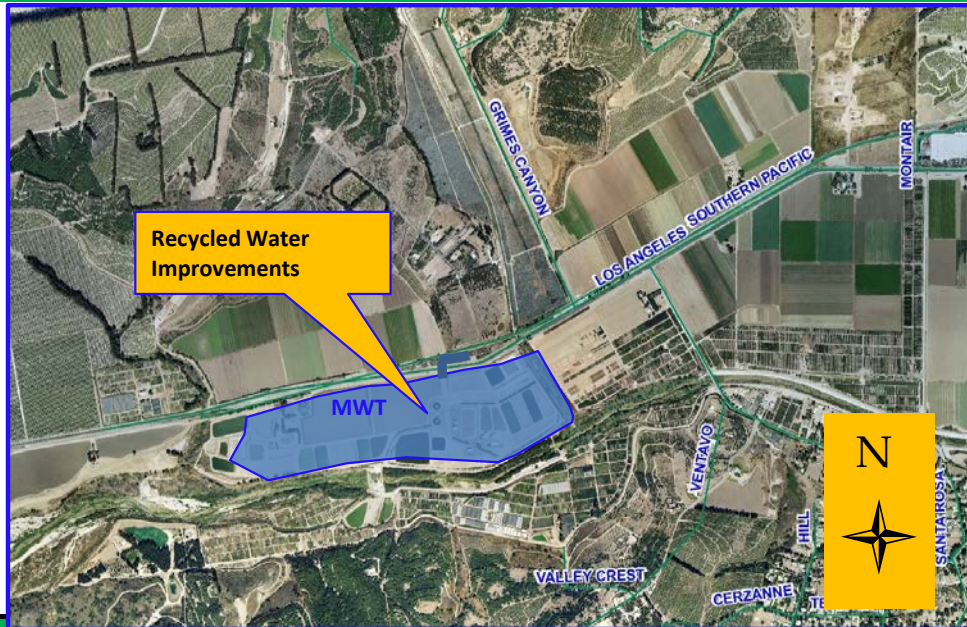 GRIMES CANYON
LOS ANGELES SOUTHERN PACIFIC
MONTAIR
Recycled Water
Improvements
MWT
N
VENTAVO
HILL
SANTA ROSA
VALLEY CREST
CERZANNE